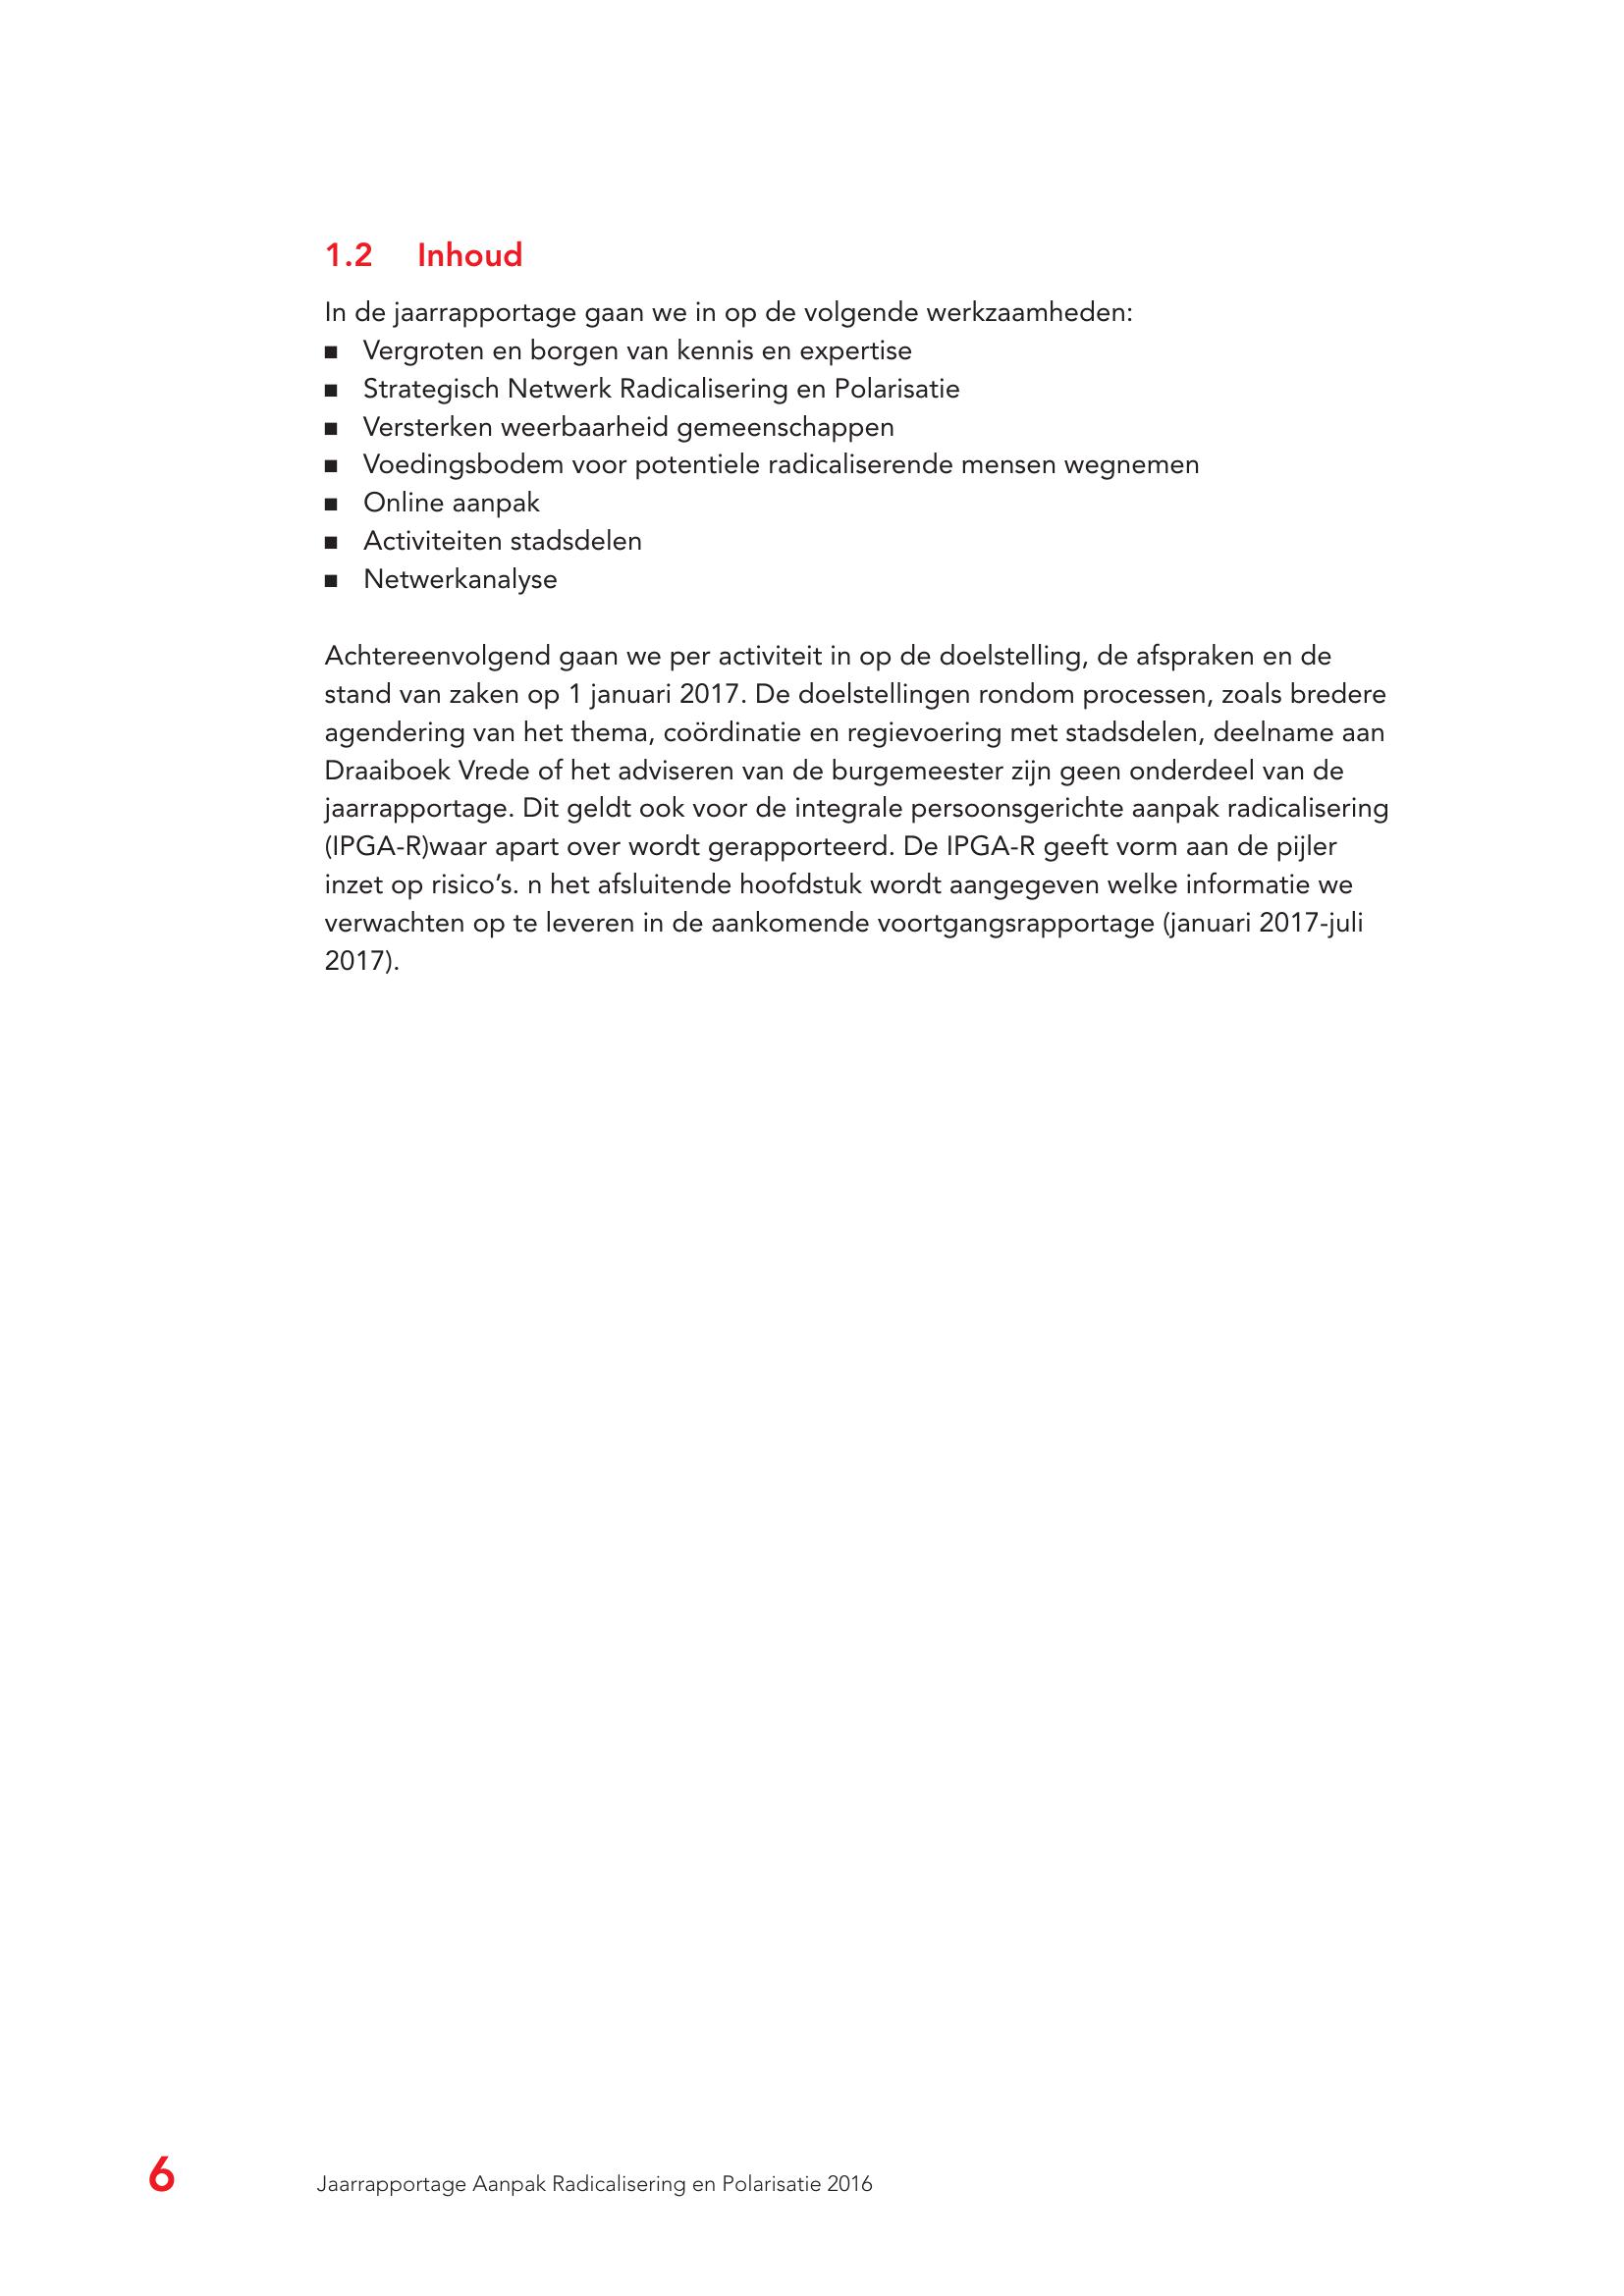 1.2 Inhoud
In de jaarrapportage gaan we in op de volgende werkzaamheden:
■ Vergroten en borgen van kennis en expertise
■ Strategisch Netwerk Radicalisering en Polarisatie
■ Versterken weerbaarheid gemeenschappen
■ Voedingsbodem voor potentiele radicaliserende mensen wegnemen
■ Online aanpak
■ Activiteiten stadsdelen
■ Netwerkanalyse
Achtereenvolgend gaan we per activiteit in op de doelstelling, de afspraken en de
stand van zaken op 1 januari 2017. De doelstellingen rondom processen, zoals bredere
agendering van het thema, coördinatie en regievoering met stadsdelen, deelname aan
Draaiboek Vrede of het adviseren van de burgemeester zijn geen onderdeel van de
jaarrapportage. Dit geldt ook voor de integrale persoonsgerichte aanpak radicalisering
(IPGA-R)waar apart over wordt gerapporteerd. De IPGA-R geeft vorm aan de pijler
inzet op risico’s. n het afsluitende hoofdstuk wordt aangegeven welke informatie we
verwachten op te leveren in de aankomende voortgangsrapportage (januari 2017-juli
2017).
6 Jaarrapportage Aanpak Radicalisering en Polarisatie 2016